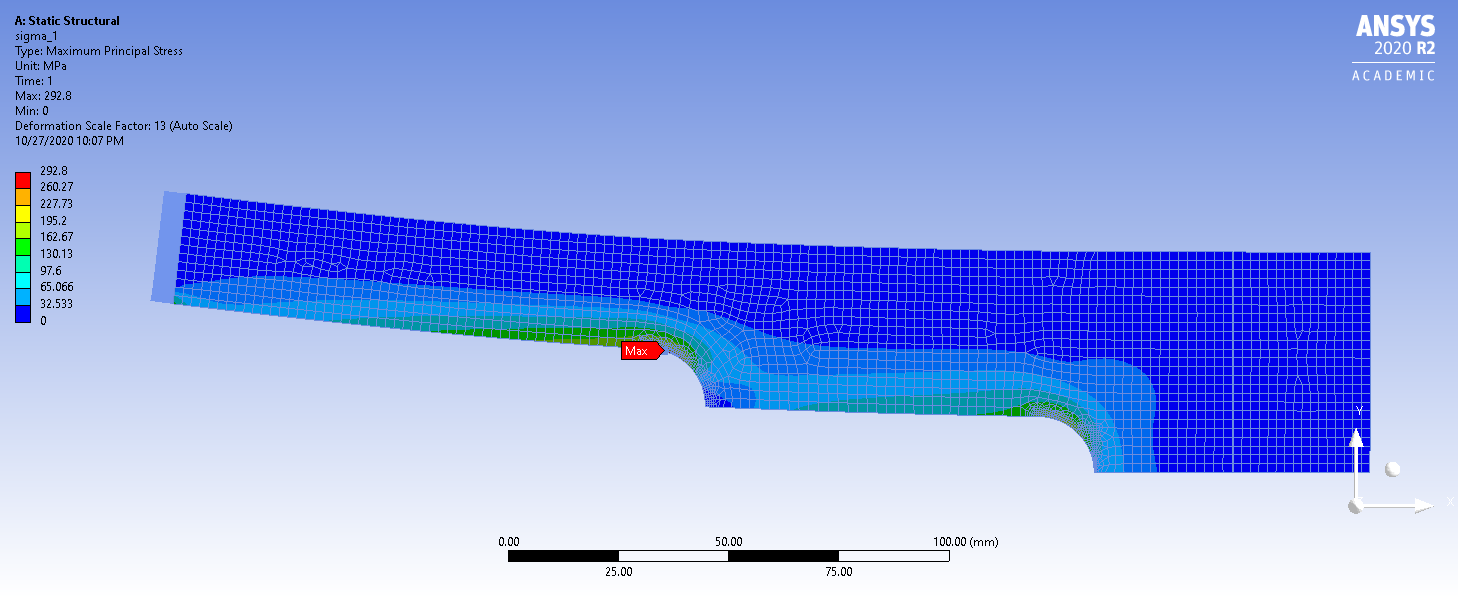 A: Static Structural
sigma_1
Type: Maximum Principal Stress
Unit: MPa
Time: 1
Max: 292.8
Min: 0
Deformation Scale Factor: 13 (Auto Scale)
10/27/2020 10:07 PM
ANSYS
2020 R2
ACADEMIC
292.8
260.27
227.73
195.2
162.67
130.13
97.6
65.066
32.533
0
Max
Y
X
0.00 50.00 100.00 (mm)
25.00 75.00